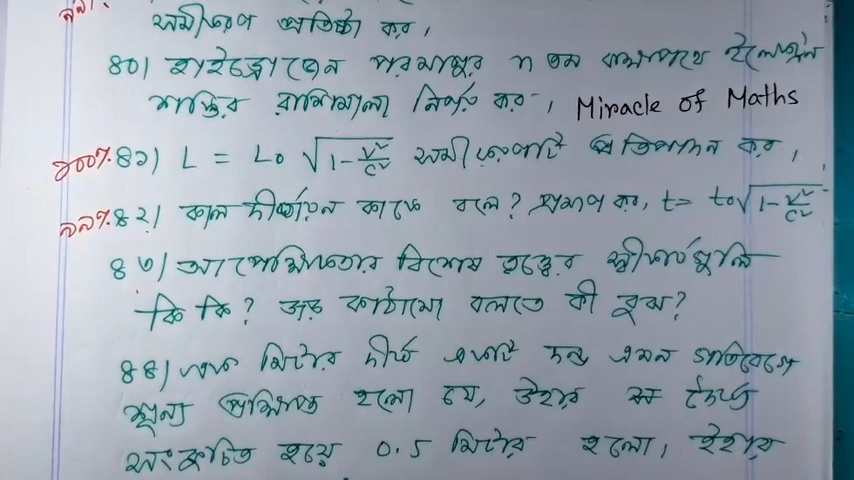 সমীকরণ প্রতিষ্ঠা কর,
৪০। হাইড্রোজেন পরমাণুর n তম কক্ষপথে ইলেকট্রন
শক্তির রাশিমালা নির্ণয় কর, Miracle of Maths
১০০% ৪১) L = L₀ √(1 - v²/c²) সমীকরণটি প্রতিপাদন কর,
৯৯% ৪২) কাল দীর্ঘায়ন কাকে বলে? প্রমাণ কর, t = t₀√(1 - v²/c²)
৪৩) আপেক্ষিকতার বিশেষ তত্ত্বের স্বীকার্যগুলি
কি কি? জড় কাঠামো বলতে কী বুঝ?
৪৪) এক মিটার দীর্ঘ একটি দন্ড এমন গতিবেগে
শূন্যে প্রক্ষিপ্ত হলো যে, উহার দৈর্ঘ্য
সংকুচিত হয়ে 0.5 মিটার হলো, ইহার